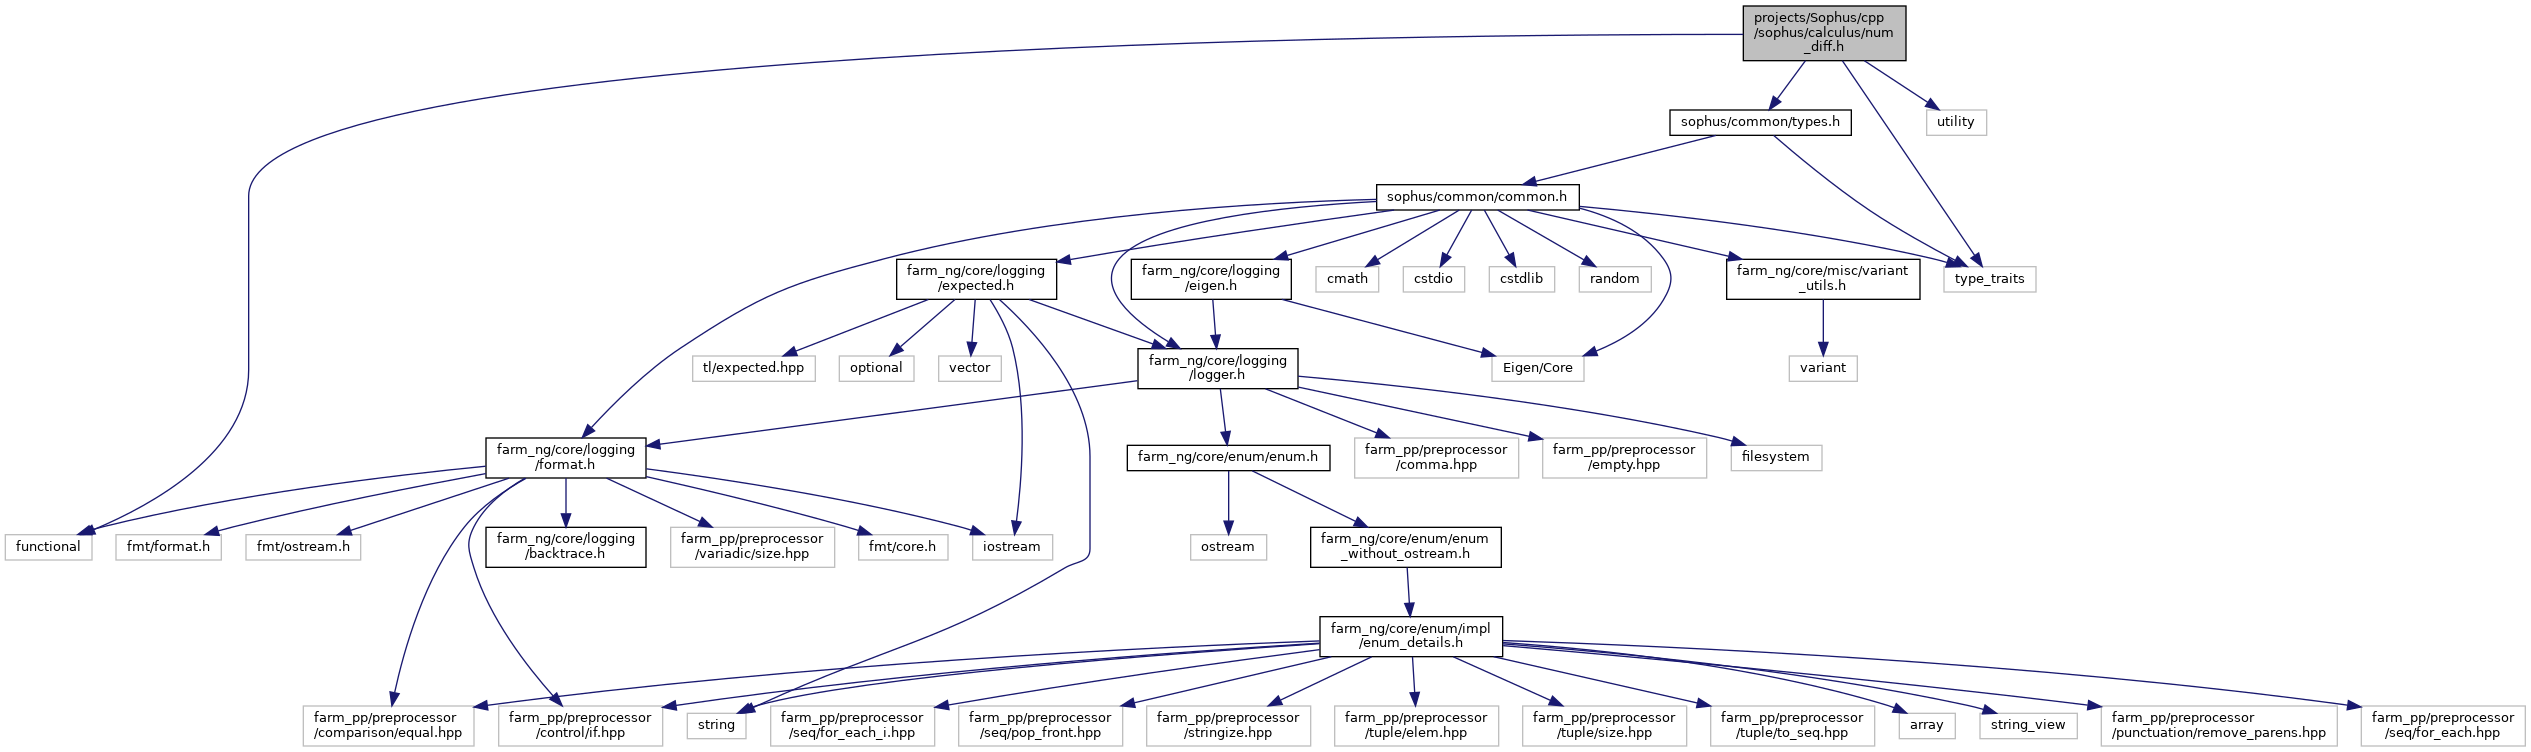 projects/Sophus/cpp
/sophus/calculus/num
_diff.h
sophus/common/types.h
utility
sophus/common/common.h
farm_ng/core/logging
/expected.h
farm_ng/core/logging
/eigen.h
cmath
cstdio
cstdlib
random
farm_ng/core/misc/variant
_utils.h
type_traits
tl/expected.hpp
optional
vector
farm_ng/core/logging
/logger.h
Eigen/Core
variant
farm_ng/core/logging
/format.h
farm_ng/core/enum/enum.h
farm_pp/preprocessor
/comma.hpp
farm_pp/preprocessor
/empty.hpp
filesystem
functional
fmt/format.h
fmt/ostream.h
farm_ng/core/logging
/backtrace.h
farm_pp/preprocessor
/variadic/size.hpp
fmt/core.h
iostream
ostream
farm_ng/core/enum/enum
_without_ostream.h
farm_ng/core/enum/impl
/enum_details.h
farm_pp/preprocessor
/comparison/equal.hpp
farm_pp/preprocessor
/control/if.hpp
string
farm_pp/preprocessor
/seq/for_each_i.hpp
farm_pp/preprocessor
/seq/pop_front.hpp
farm_pp/preprocessor
/stringize.hpp
farm_pp/preprocessor
/tuple/elem.hpp
farm_pp/preprocessor
/tuple/size.hpp
farm_pp/preprocessor
/tuple/to_seq.hpp
array
string_view
farm_pp/preprocessor
/punctuation/remove_parens.hpp
farm_pp/preprocessor
/seq/for_each.hpp